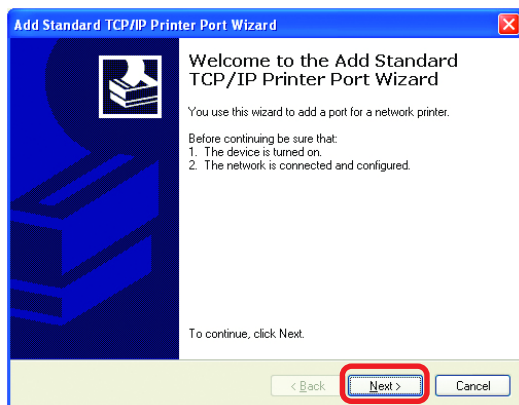 Add Standard TCP/IP Printer Port Wizard
Welcome to the Add Standard
TCP/IP Printer Port Wizard
You use this wizard to add a port for a network printer.
Before continuing be sure that:
1. The device is turned on.
2. The network is connected and configured.
To continue, click Next.
< Back
Next >
Cancel